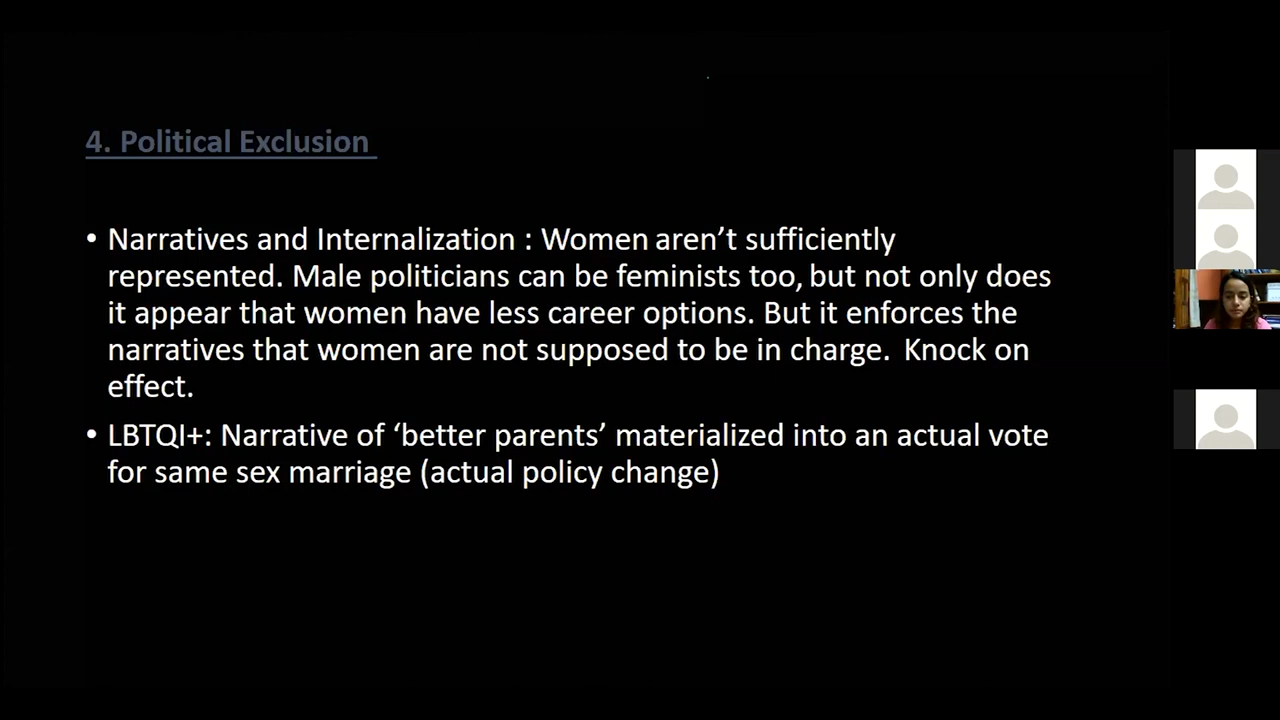 4. Political Exclusion
• Narratives and Internalization : Women aren’t sufficiently
represented. Male politicians can be feminists too, but not only does
it appear that women have less career options. But it enforces the
narratives that women are not supposed to be in charge. Knock on
effect.
• LBTQI+: Narrative of ‘better parents’ materialized into an actual vote
for same sex marriage (actual policy change)